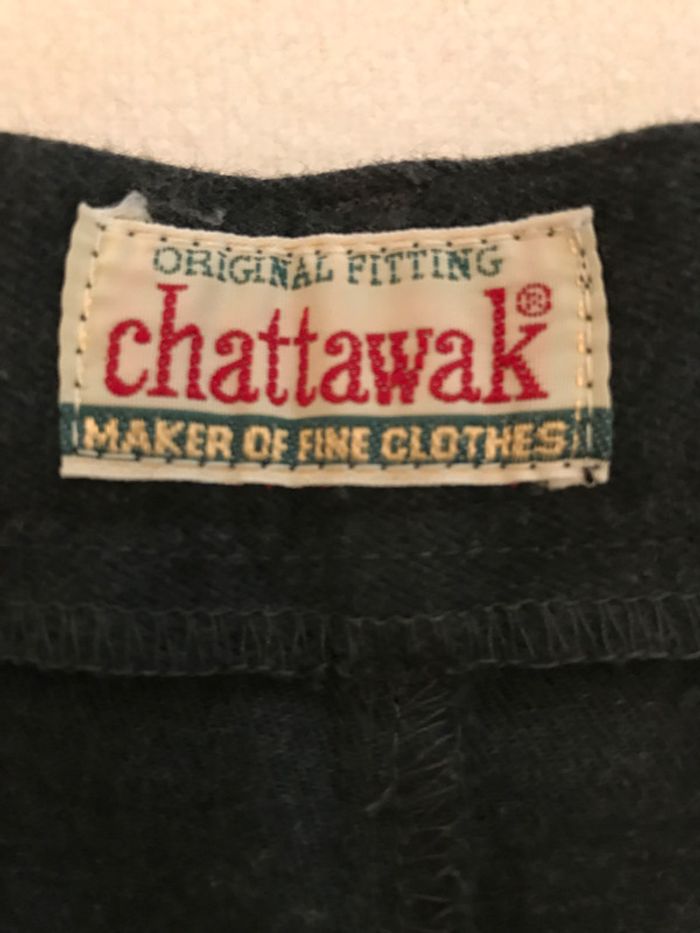 ORIGINAL FITTING
chattawak®
MAKER OF FINE CLOTHES